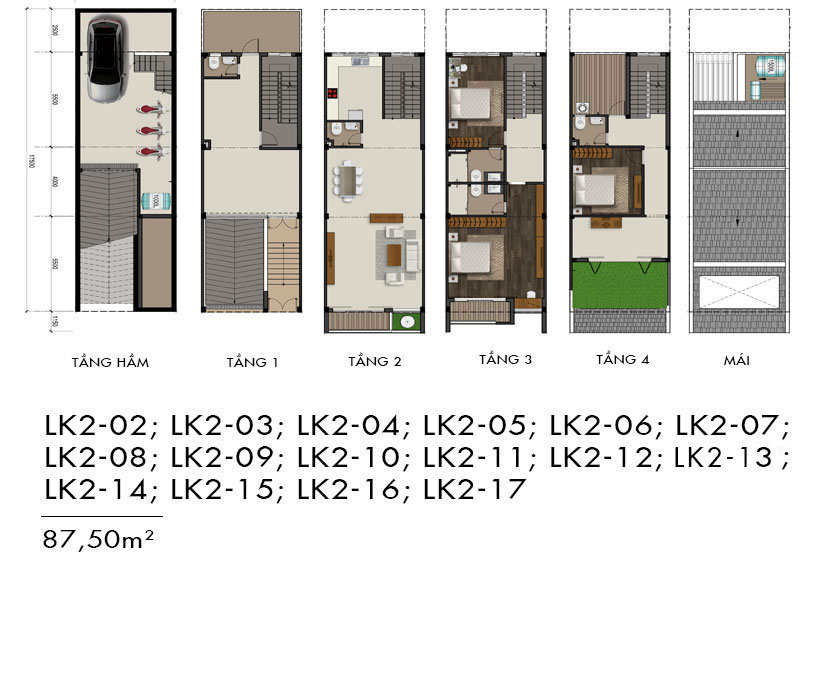 2500
5500
4000
5500
17500
1150
1000L
1500L
TẦNG HẦM
TẦNG 1
TẦNG 2
TẦNG 3
TẦNG 4
MÁI
LK2-02; LK2-03; LK2-04; LK2-05; LK2-06; LK2-07;
LK2-08; LK2-09; LK2-10; LK2-11; LK2-12; LK2-13 ;
LK2-14; LK2-15; LK2-16; LK2-17
87,50m²